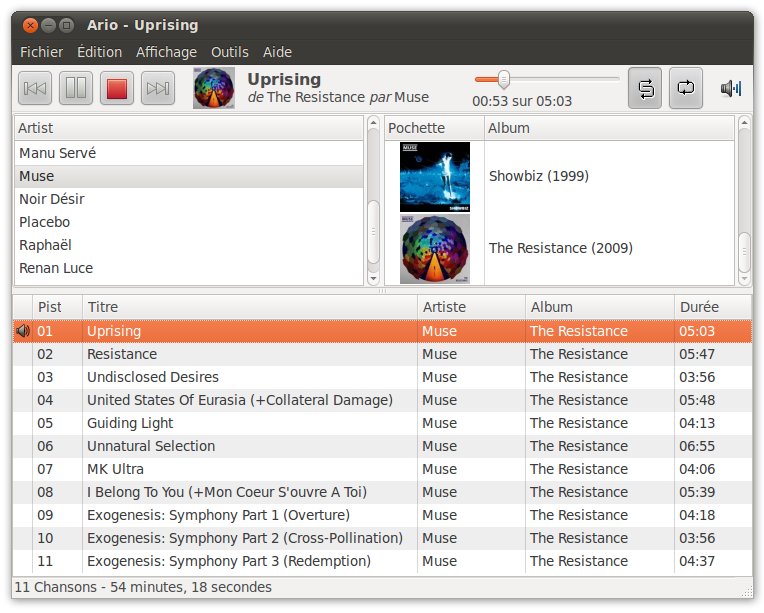 Ario - Uprising
Fichier Édition Affichage Outils Aide
Uprising
de The Resistance par Muse
00:53 sur 05:03
Artist
Manu Servé
Muse
Noir Désir
Placebo
Raphaël
Renan Luce
Pochette Album
MUSE
SHOWBIZ
Showbiz (1999)
MUSE
The Resistance (2009)
Pist Titre Artiste Album Durée
01 Uprising Muse The Resistance 05:03
02 Resistance Muse The Resistance 05:47
03 Undisclosed Desires Muse The Resistance 03:56
04 United States Of Eurasia (+Collateral Damage) Muse The Resistance 05:48
05 Guiding Light Muse The Resistance 04:13
06 Unnatural Selection Muse The Resistance 06:55
07 MK Ultra Muse The Resistance 04:06
08 I Belong To You (+Mon Coeur S'ouvre A Toi) Muse The Resistance 05:39
09 Exogenesis: Symphony Part 1 (Overture) Muse The Resistance 04:18
10 Exogenesis: Symphony Part 2 (Cross-Pollination) Muse The Resistance 03:56
11 Exogenesis: Symphony Part 3 (Redemption) Muse The Resistance 04:37
11 Chansons - 54 minutes, 18 secondes